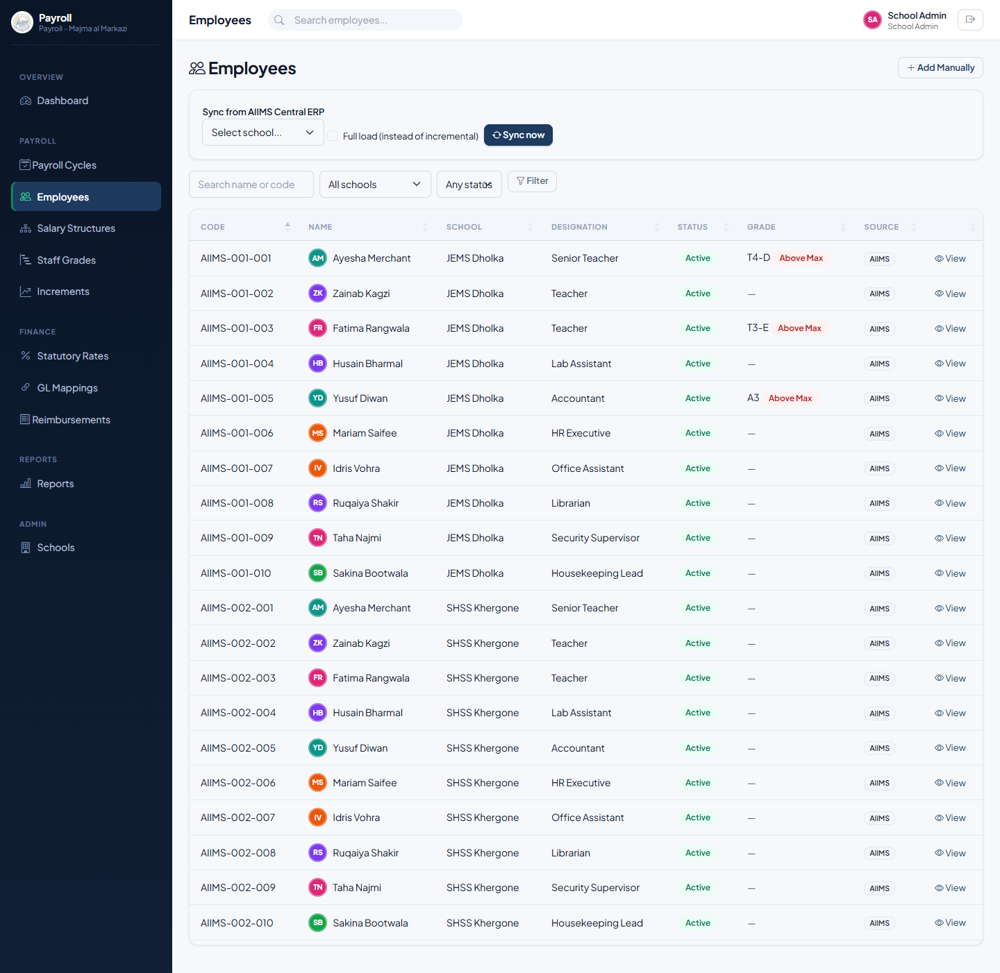 Payroll
Payroll - Majma al Markazi
OVERVIEW
Dashboard
PAYROLL
Payroll Cycles
Employees
Salary Structures
Staff Grades
Increments
FINANCE
Statutory Rates
GL Mappings
Reimbursements
REPORTS
Reports
ADMIN
Schools
Employees
Search employees...
SA
School Admin
School Admin
Employees
Add Manually
Sync from AIIMS Central ERP
Select school...
Full load (instead of incremental)
Sync now
Search name or code
All schools
Any status
Filter
CODE NAME SCHOOL DESIGNATION STATUS GRADE SOURCE
AIIMS-001-001 AM Ayesha Merchant JEMS Dholka Senior Teacher Active T4-D Above Max AIIMS View
AIIMS-001-002 ZK Zainab Kagzi JEMS Dholka Teacher Active — AIIMS View
AIIMS-001-003 FR Fatima Rangwala JEMS Dholka Teacher Active T3-E Above Max AIIMS View
AIIMS-001-004 HB Husain Bharmal JEMS Dholka Lab Assistant Active — AIIMS View
AIIMS-001-005 YD Yusuf Diwan JEMS Dholka Accountant Active A3 Above Max AIIMS View
AIIMS-001-006 MS Mariam Saifee JEMS Dholka HR Executive Active — AIIMS View
AIIMS-001-007 IV Idris Vohra JEMS Dholka Office Assistant Active — AIIMS View
AIIMS-001-008 RS Ruqaiya Shakir JEMS Dholka Librarian Active — AIIMS View
AIIMS-001-009 TN Taha Najmi JEMS Dholka Security Supervisor Active — AIIMS View
AIIMS-001-010 SB Sakina Bootwala JEMS Dholka Housekeeping Lead Active — AIIMS View
AIIMS-002-001 AM Ayesha Merchant SHSS Khergone Senior Teacher Active — AIIMS View
AIIMS-002-002 ZK Zainab Kagzi SHSS Khergone Teacher Active — AIIMS View
AIIMS-002-003 FR Fatima Rangwala SHSS Khergone Teacher Active — AIIMS View
AIIMS-002-004 HB Husain Bharmal SHSS Khergone Lab Assistant Active — AIIMS View
AIIMS-002-005 YD Yusuf Diwan SHSS Khergone Accountant Active — AIIMS View
AIIMS-002-006 MS Mariam Saifee SHSS Khergone HR Executive Active — AIIMS View
AIIMS-002-007 IV Idris Vohra SHSS Khergone Office Assistant Active — AIIMS View
AIIMS-002-008 RS Ruqaiya Shakir SHSS Khergone Librarian Active — AIIMS View
AIIMS-002-009 TN Taha Najmi SHSS Khergone Security Supervisor Active — AIIMS View
AIIMS-002-010 SB Sakina Bootwala SHSS Khergone Housekeeping Lead Active — AIIMS View